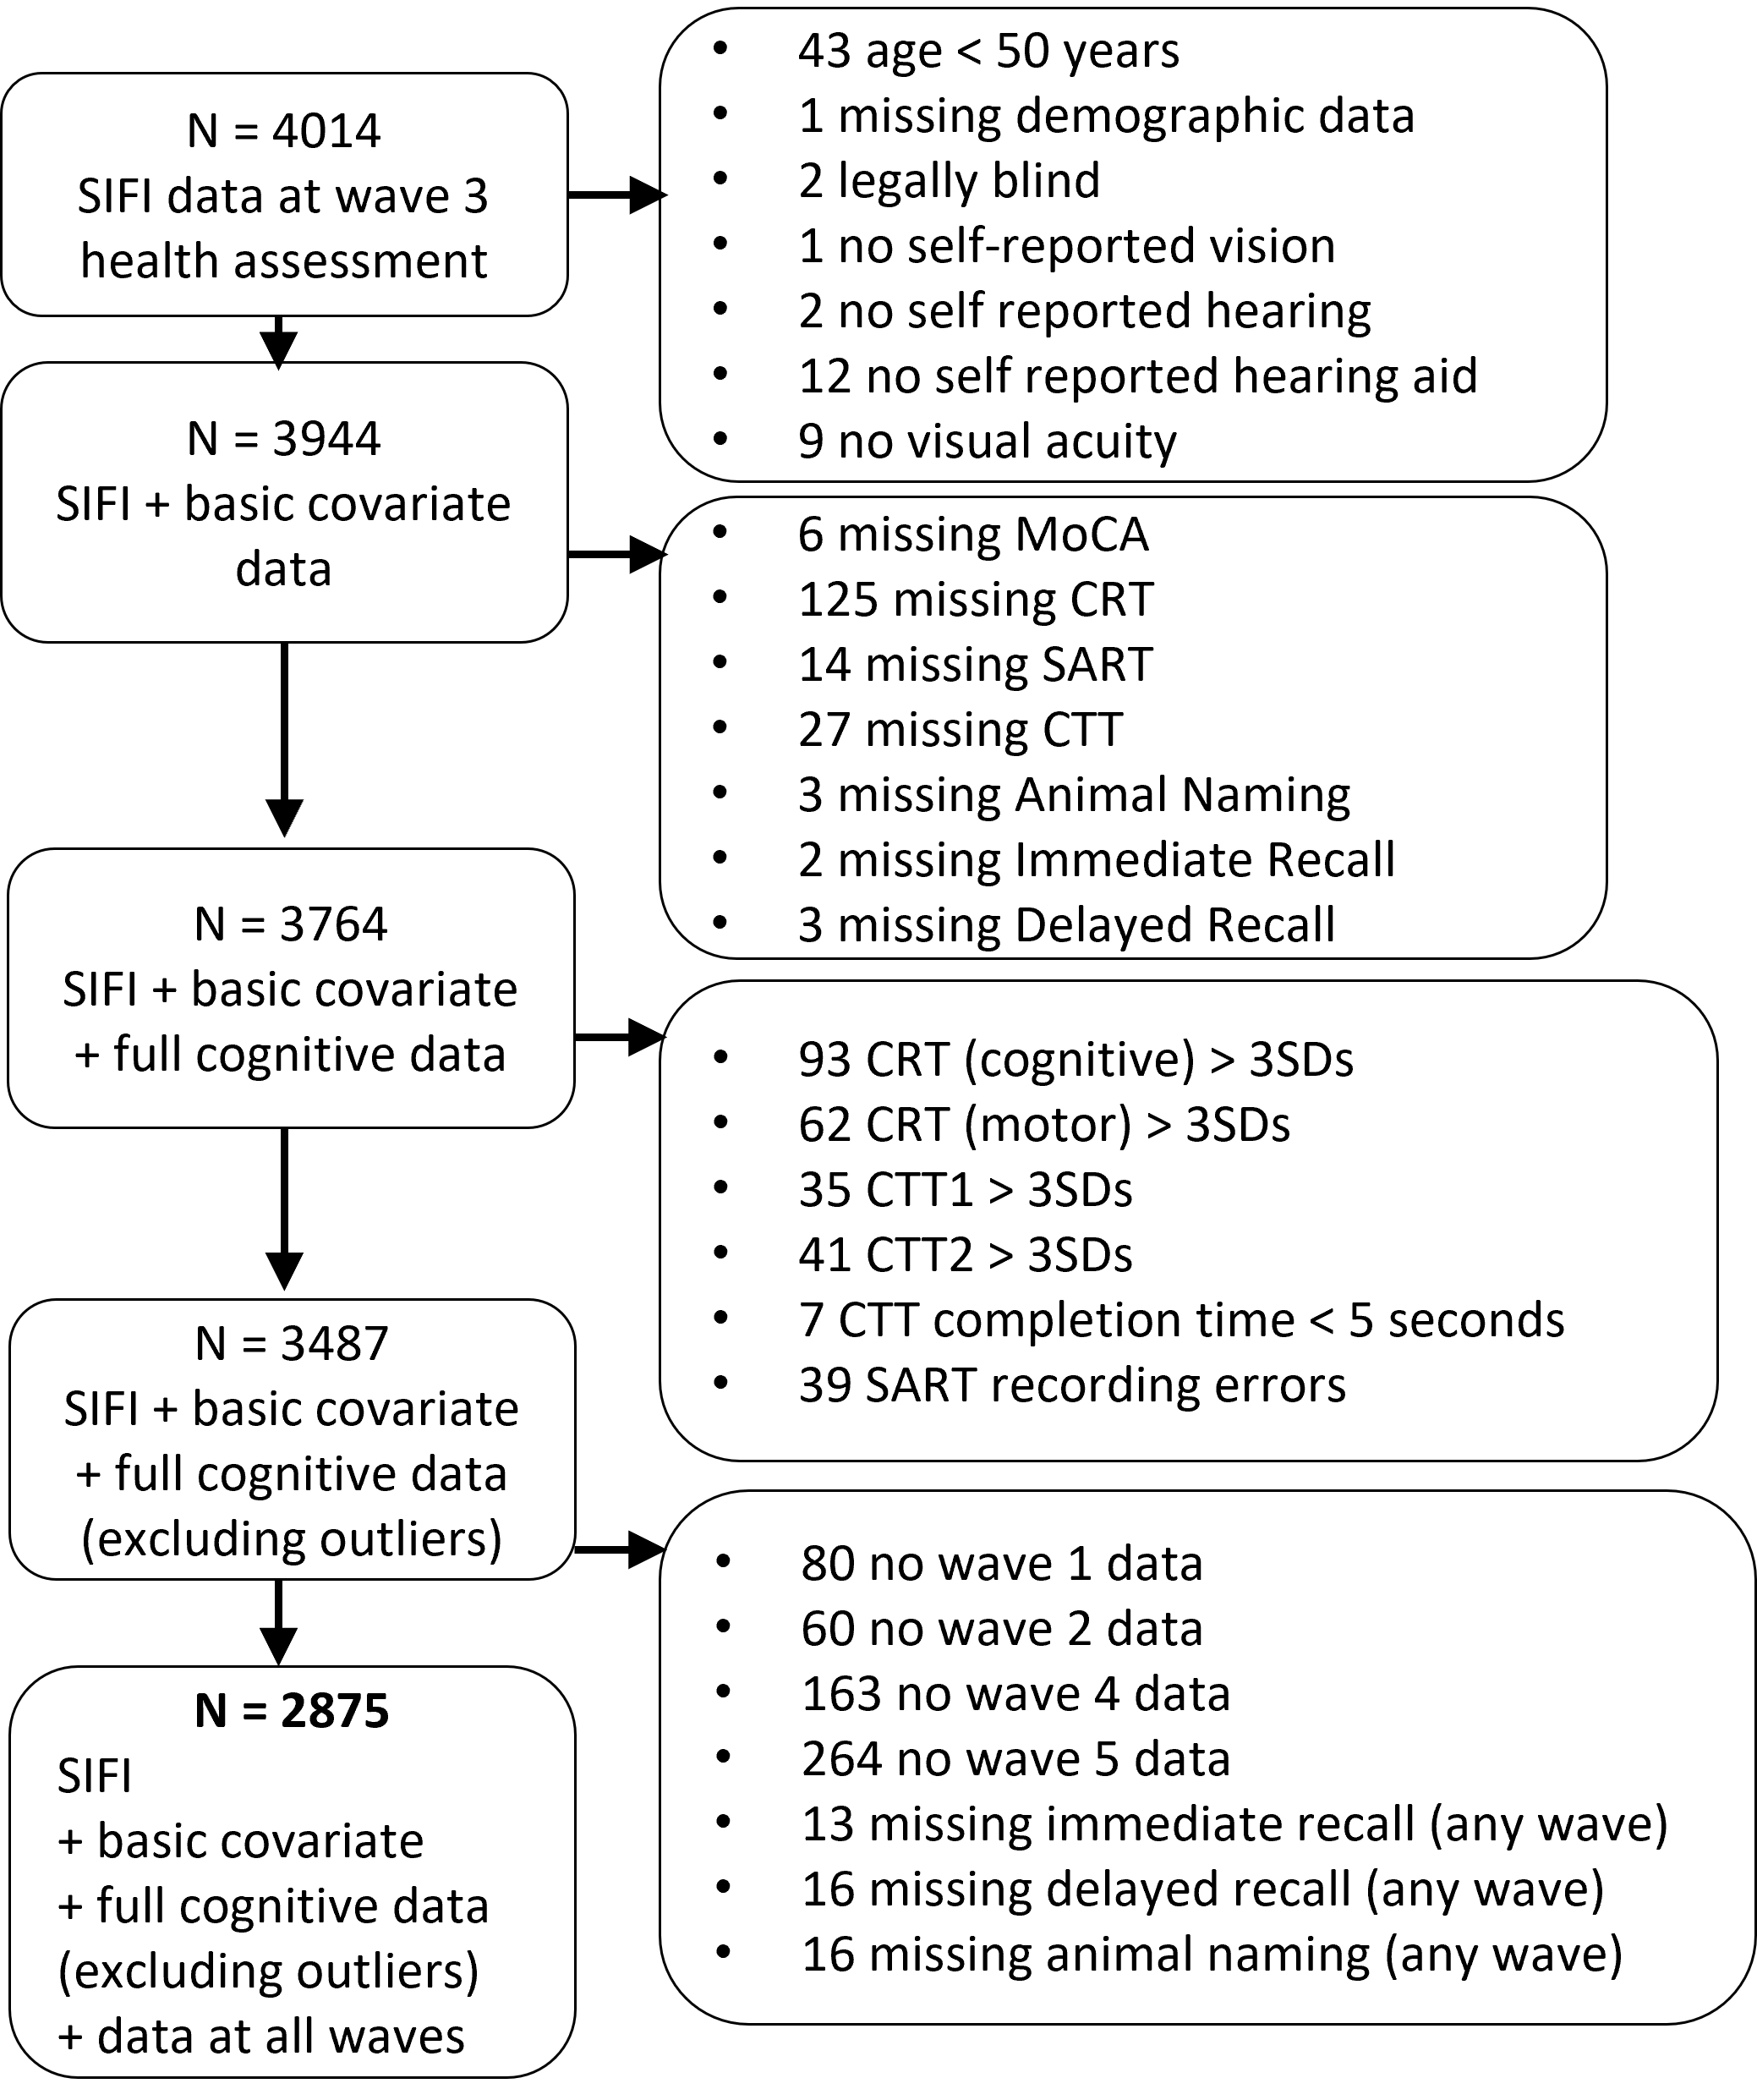 N = 4014
SIFI data at wave 3
health assessment
• 43 age < 50 years
• 1 missing demographic data
• 2 legally blind
• 1 no self-reported vision
• 2 no self reported hearing
• 12 no self reported hearing aid
• 9 no visual acuity
N = 3944
SIFI + basic covariate
data
• 6 missing MoCA
• 125 missing CRT
• 14 missing SART
• 27 missing CTT
• 3 missing Animal Naming
• 2 missing Immediate Recall
• 3 missing Delayed Recall
N = 3764
SIFI + basic covariate
+ full cognitive data
• 93 CRT (cognitive) > 3SDs
• 62 CRT (motor) > 3SDs
• 35 CTT1 > 3SDs
• 41 CTT2 > 3SDs
• 7 CTT completion time < 5 seconds
• 39 SART recording errors
N = 3487
SIFI + basic covariate
+ full cognitive data
(excluding outliers)
• 80 no wave 1 data
• 60 no wave 2 data
• 163 no wave 4 data
• 264 no wave 5 data
• 13 missing immediate recall (any wave)
• 16 missing delayed recall (any wave)
• 16 missing animal naming (any wave)
N = 2875
SIFI
+ basic covariate
+ full cognitive data
(excluding outliers)
+ data at all waves